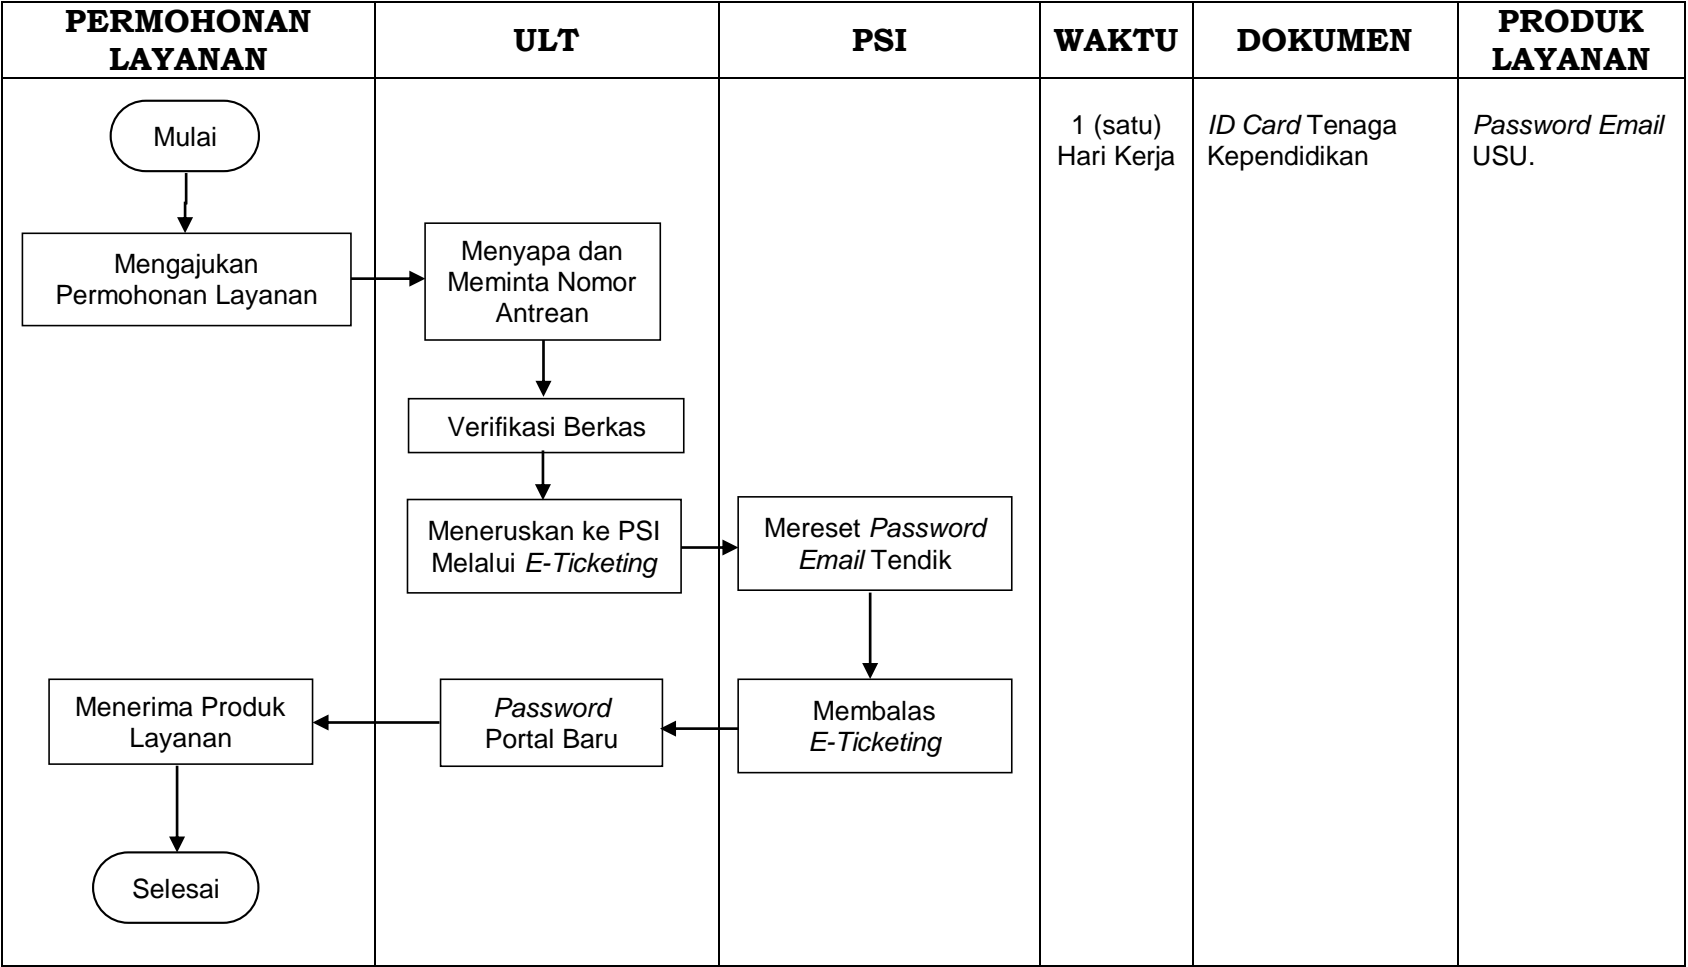 PERMOHONAN
LAYANAN
ULT
PSI
WAKTU
DOKUMEN
PRODUK
LAYANAN
Mulai
1 (satu)
Hari Kerja
ID Card Tenaga
Kependidikan
Password Email
USU.
Mengajukan
Permohonan Layanan
Menyapa dan
Meminta Nomor
Antrean
Verifikasi Berkas
Meneruskan ke PSI
Melalui E-Ticketing
Mereset Password
Email Tendik
Membalas
E-Ticketing
Password
Portal Baru
Menerima Produk
Layanan
Selesai